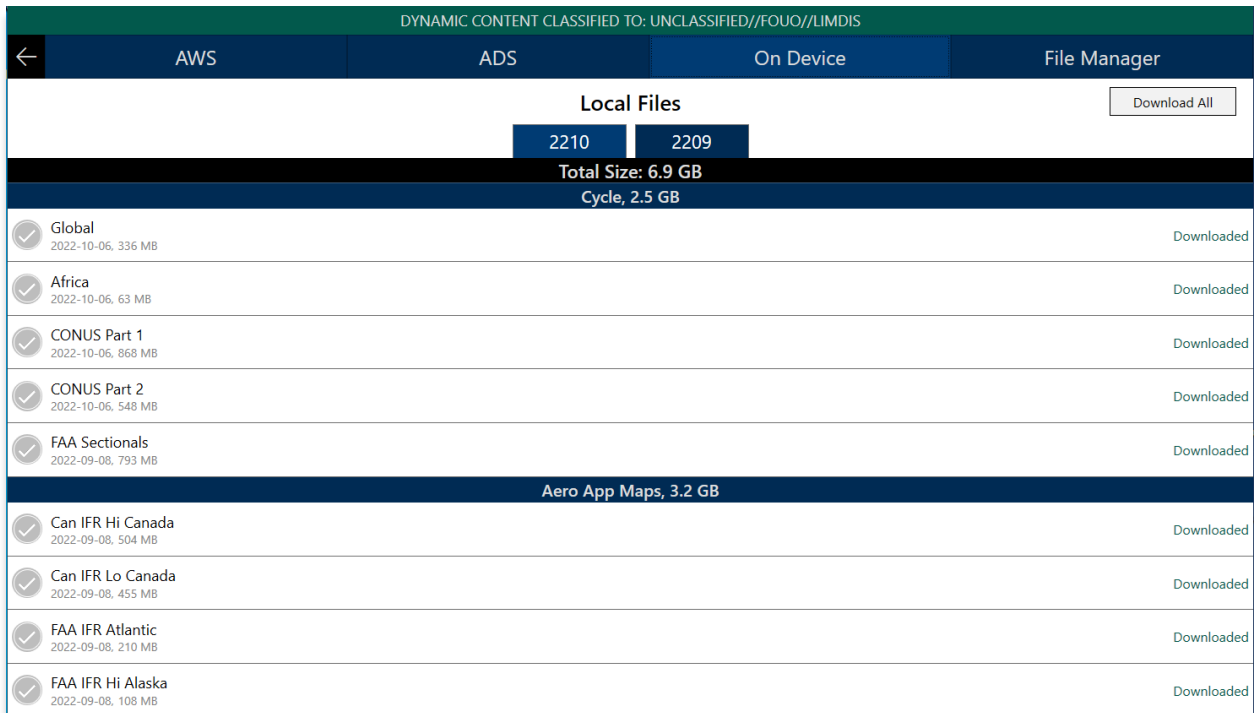 DYNAMIC CONTENT CLASSIFIED TO: UNCLASSIFIED//FOUO//LIMDIS
AWS ADS On Device File Manager
Local Files
Download All
2210 2209
Total Size: 6.9 GB
Cycle, 2.5 GB
Global
2022-10-06, 336 MB
Downloaded
Africa
2022-10-06, 63 MB
Downloaded
CONUS Part 1
2022-10-06, 868 MB
Downloaded
CONUS Part 2
2022-10-06, 548 MB
Downloaded
FAA Sectionals
2022-09-08, 793 MB
Downloaded
Aero App Maps, 3.2 GB
Can IFR Hi Canada
2022-09-08, 504 MB
Downloaded
Can IFR Lo Canada
2022-09-08, 455 MB
Downloaded
FAA IFR Atlantic
2022-09-08, 210 MB
Downloaded
FAA IFR Hi Alaska
2022-09-08, 108 MB
Downloaded